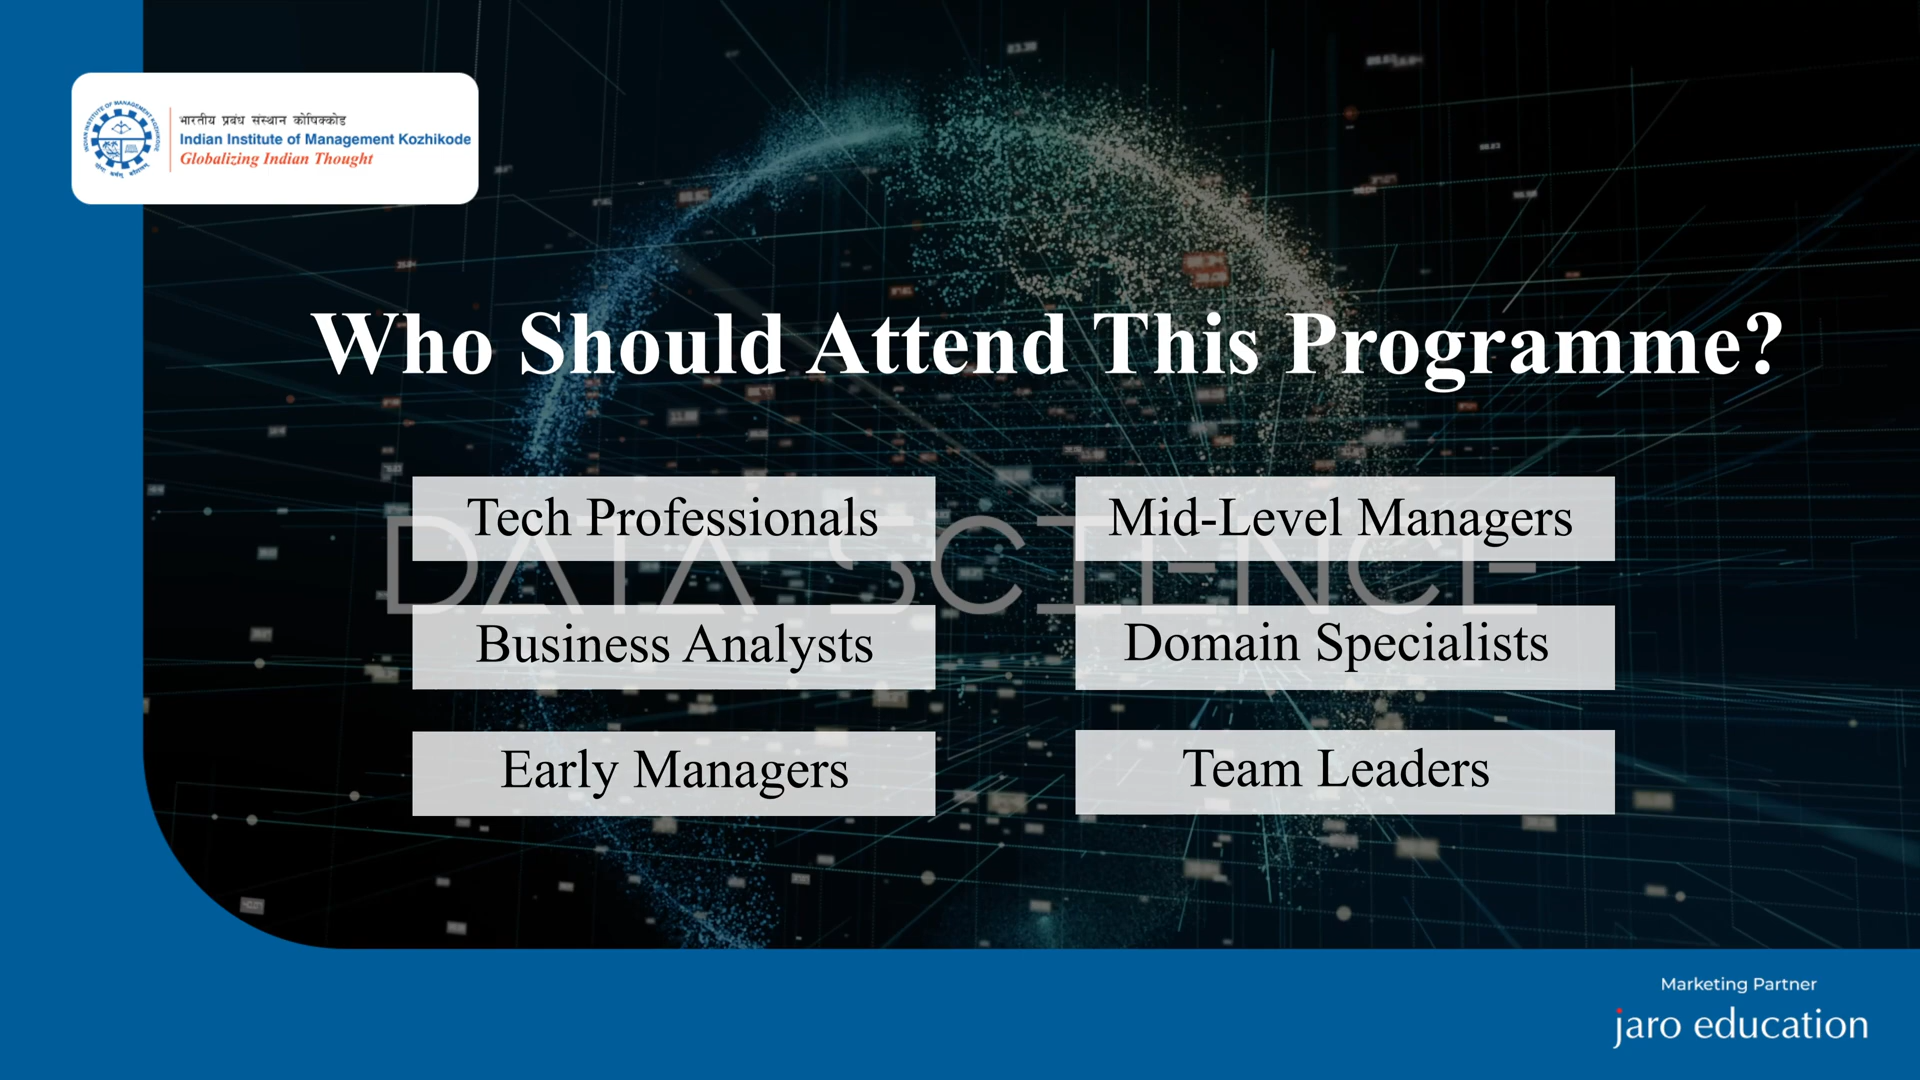 भारतीय प्रबंध संस्थान कोषिक्कोड
Indian Institute of Management Kozhikode
Globalizing Indian Thought
Who Should Attend This Programme?
DATA SCIENCE
Tech Professionals
Mid-Level Managers
Business Analysts
Domain Specialists
Early Managers
Team Leaders
Marketing Partner
jaro education